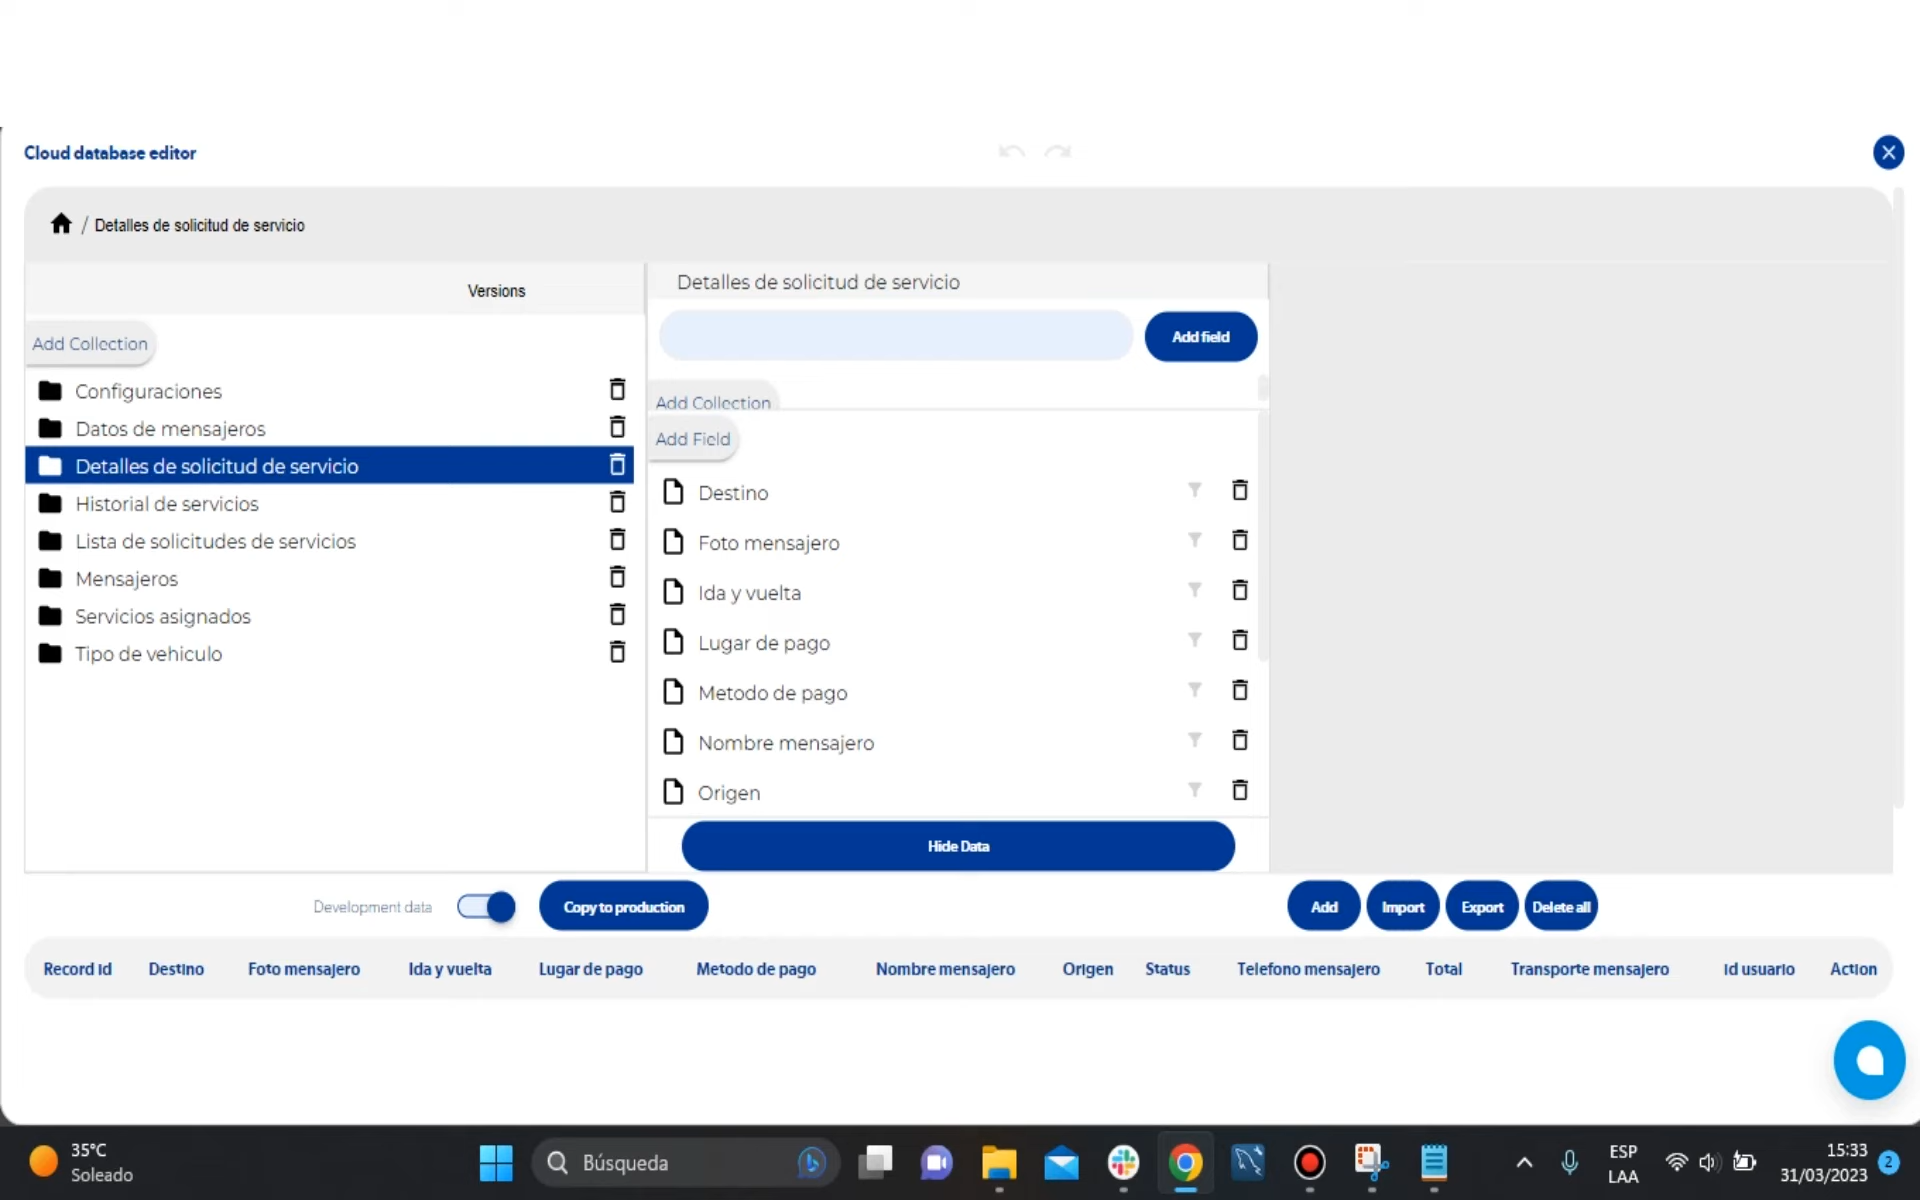 Cloud database editor
/ Detalles de solicitud de servicio
Versions
Add Collection
Configuraciones
Datos de mensajeros
Detalles de solicitud de servicio
Historial de servicios
Lista de solicitudes de servicios
Mensajeros
Servicios asignados
Tipo de vehiculo
Detalles de solicitud de servicio
Add field
Add Collection
Add Field
Destino
Foto mensajero
Ida y vuelta
Lugar de pago
Metodo de pago
Nombre mensajero
Origen
Hide Data
Development data
Copy to production
Add
Import
Export
Delete all
Record id Destino Foto mensajero Ida y vuelta Lugar de pago Metodo de pago Nombre mensajero Origen Status Telefono mensajero Total Transporte mensajero Id usuario Action
35°C
Soleado
Búsqueda
ESP
LAA
15:33
31/03/2023
2